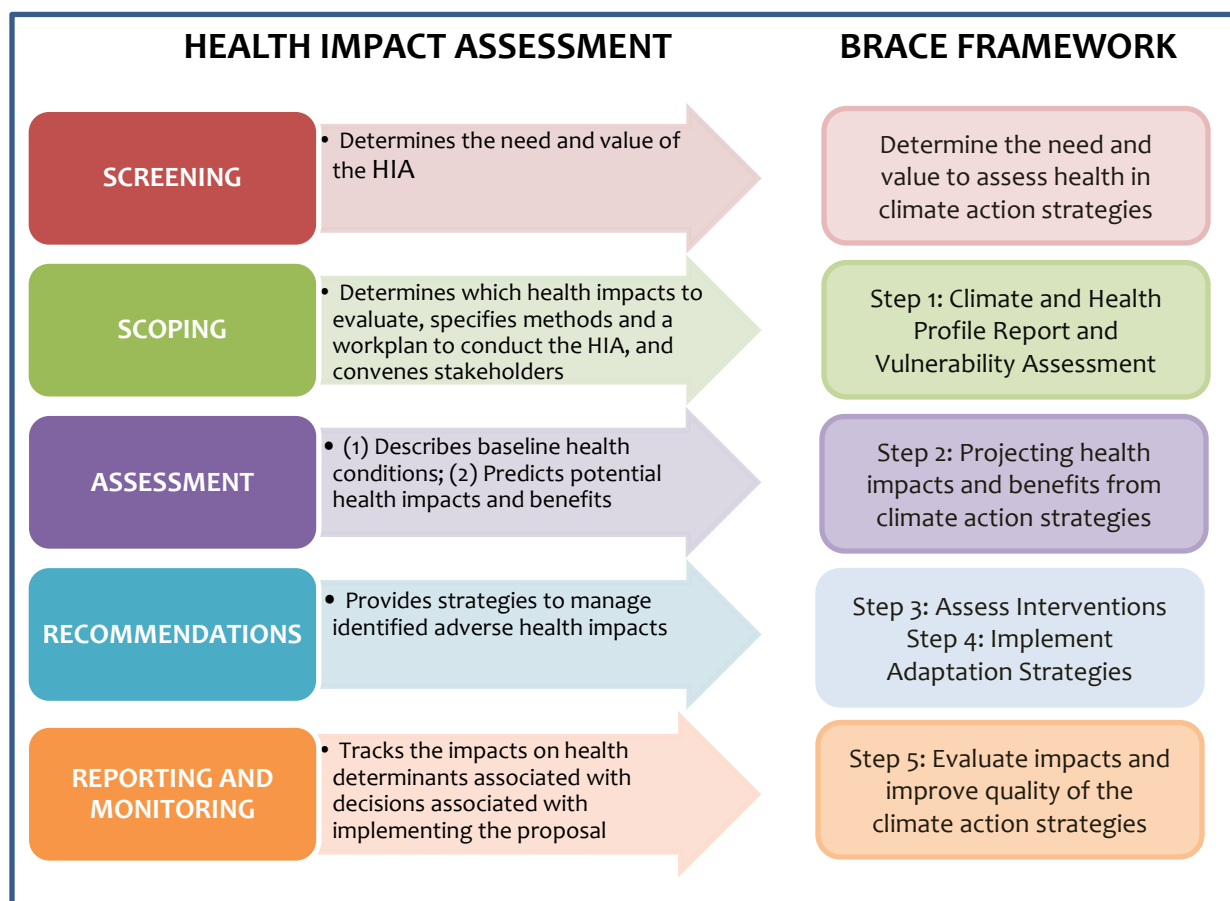 HEALTH IMPACT ASSESSMENT
BRACE FRAMEWORK
SCREENING
• Determines the need and value of
the HIA
Determine the need and
value to assess health in
climate action strategies
SCOPING
• Determines which health impacts to
evaluate, specifies methods and a
workplan to conduct the HIA, and
convenes stakeholders
Step 1: Climate and Health
Profile Report and
Vulnerability Assessment
ASSESSMENT
• (1) Describes baseline health
conditions; (2) Predicts potential
health impacts and benefits
Step 2: Projecting health
impacts and benefits from
climate action strategies
RECOMMENDATIONS
• Provides strategies to manage
identified adverse health impacts
Step 3: Assess Interventions
Step 4: Implement
Adaptation Strategies
REPORTING AND
MONITORING
• Tracks the impacts on health
determinants associated with
decisions associated with
implementing the proposal
Step 5: Evaluate impacts and
improve quality of the
climate action strategies